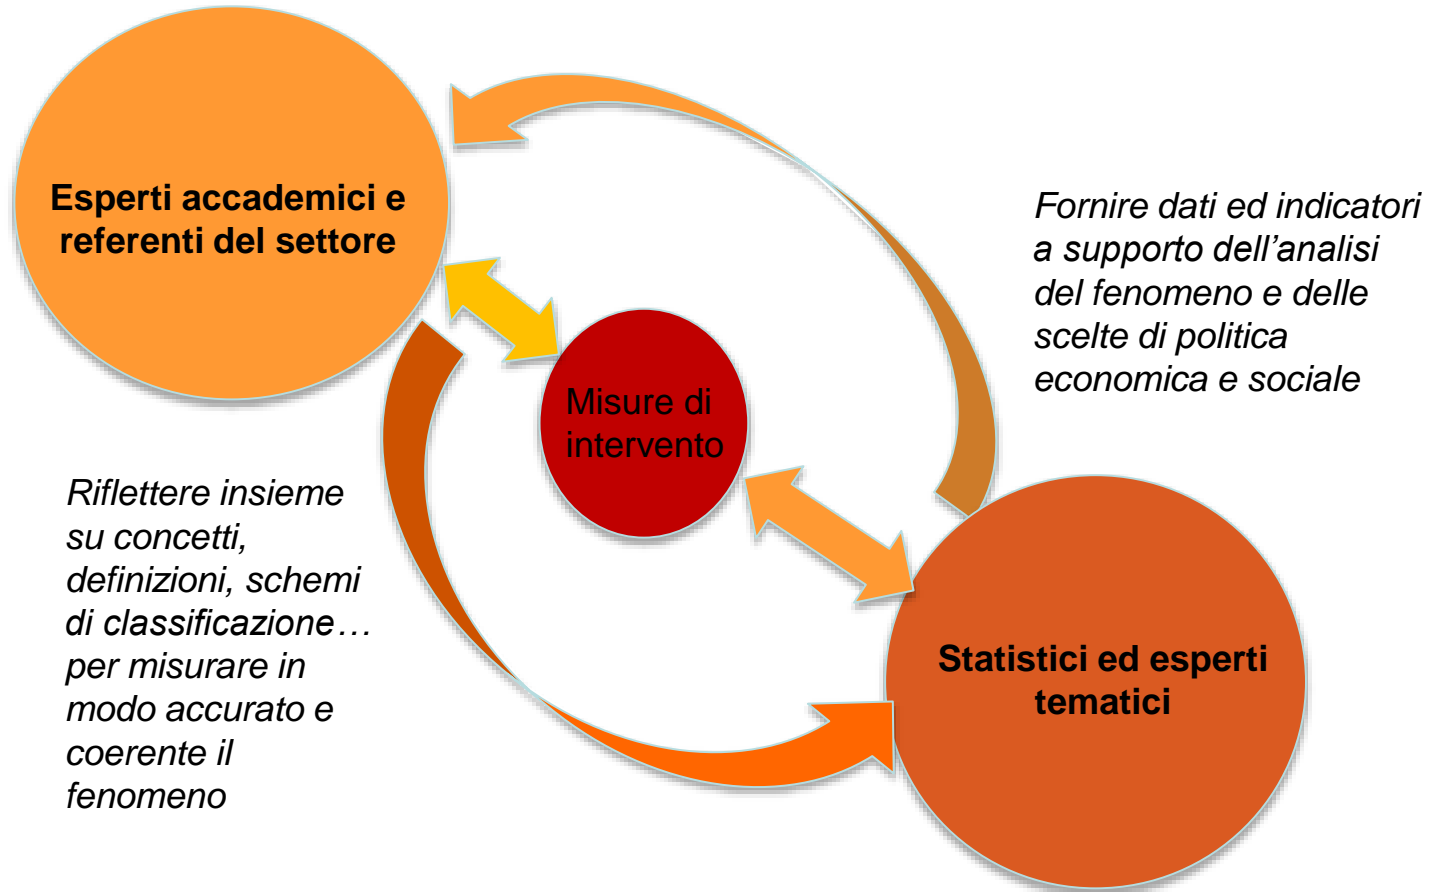 Esperti accademici e
referenti del settore
Fornire dati ed indicatori
a supporto dell’analisi
del fenomeno e delle
scelte di politica
economica e sociale
Misure di
intervento
Riflettere insieme
su concetti,
definizioni, schemi
di classificazione…
per misurare in
modo accurato e
coerente il
fenomeno
Statistici ed esperti
tematici